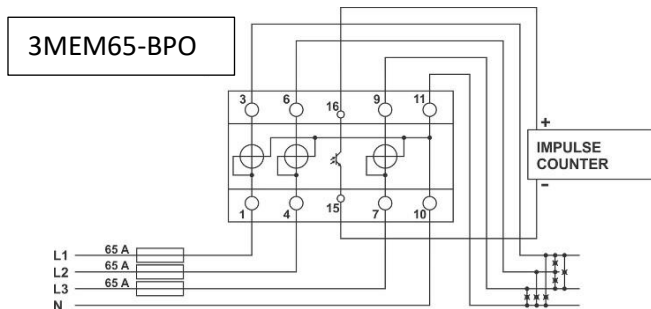 3MEM65-BPO
3 6 16 9 11
+
IMPULSE
COUNTER
-
1 4 15 7 10
L1 65 A
L2 65 A
L3 65 A
N